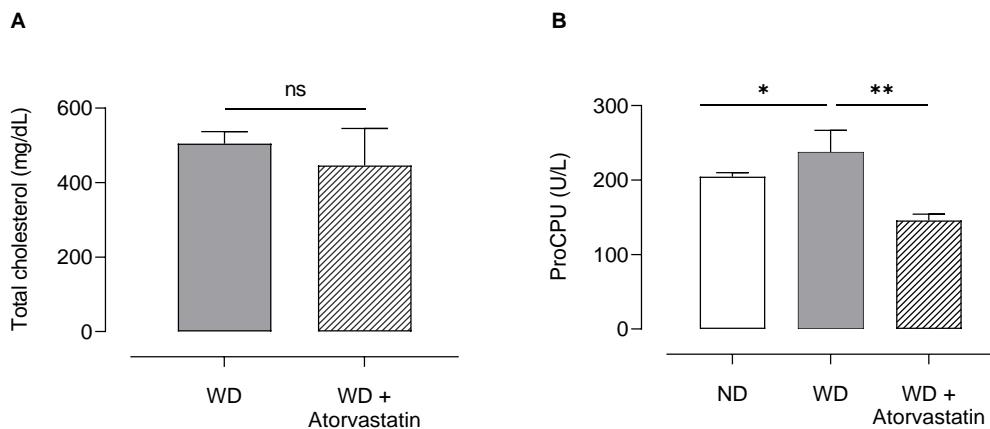 A
B
ns
Total cholesterol (mg/dL)
600
400
200
0
WD
WD +
Atorvastatin
* **
ProCPU (U/L)
300
200
100
0
ND
WD
WD +
Atorvastatin